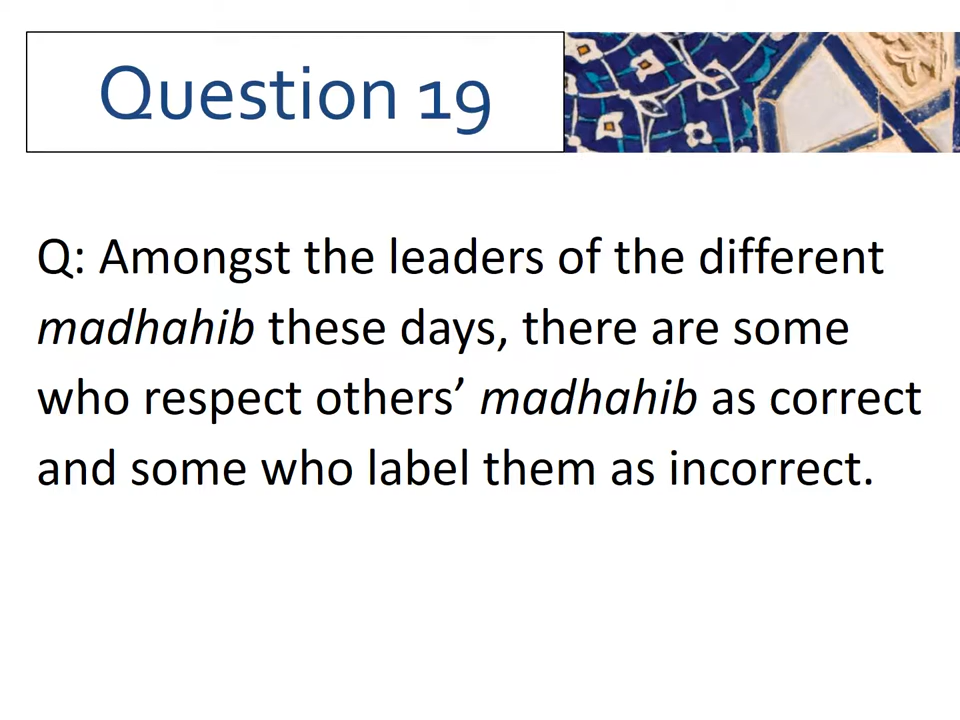 Question 19
Q: Amongst the leaders of the different
madhahib these days, there are some
who respect others’ madhahib as correct
and some who label them as incorrect.